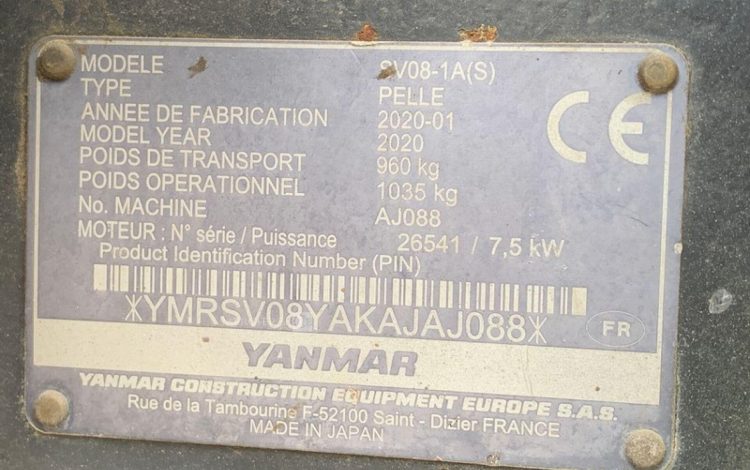 MODELE SV08-1A(S)
TYPE PELLE
ANNEE DE FABRICATION 2020-01
MODEL YEAR 2020
POIDS DE TRANSPORT 960 kg
POIDS OPERATIONNEL 1035 kg
No. MACHINE AJ088
MOTEUR : N° série / Puissance 26541 / 7,5 kW
Product Identification Number (PIN)
*YMRSV08YAKAJAJ088*
FR
CE
YANMAR
YANMAR CONSTRUCTION EQUIPMENT EUROPE S.A.S.
Rue de la Tambourine F-52100 Saint - Dizier FRANCE
MADE IN JAPAN